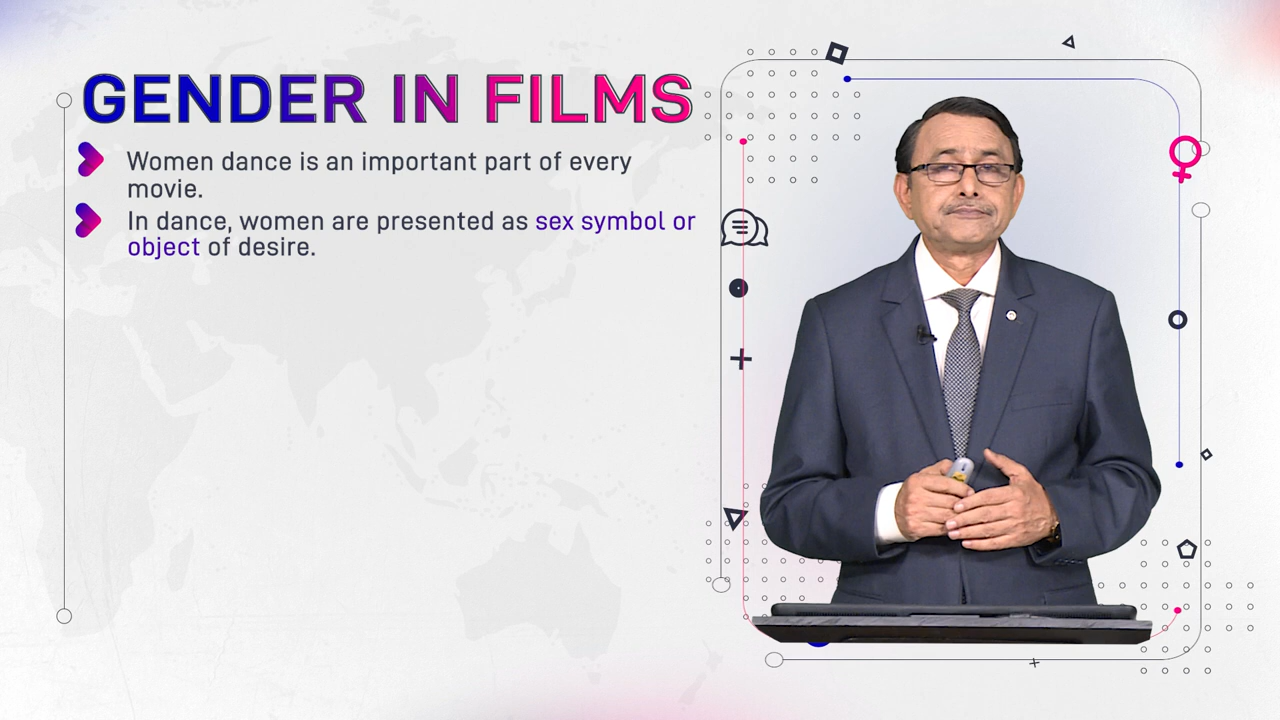 GENDER IN FILMS
Women dance is an important part of every
movie.
In dance, women are presented as sex symbol or
object of desire.